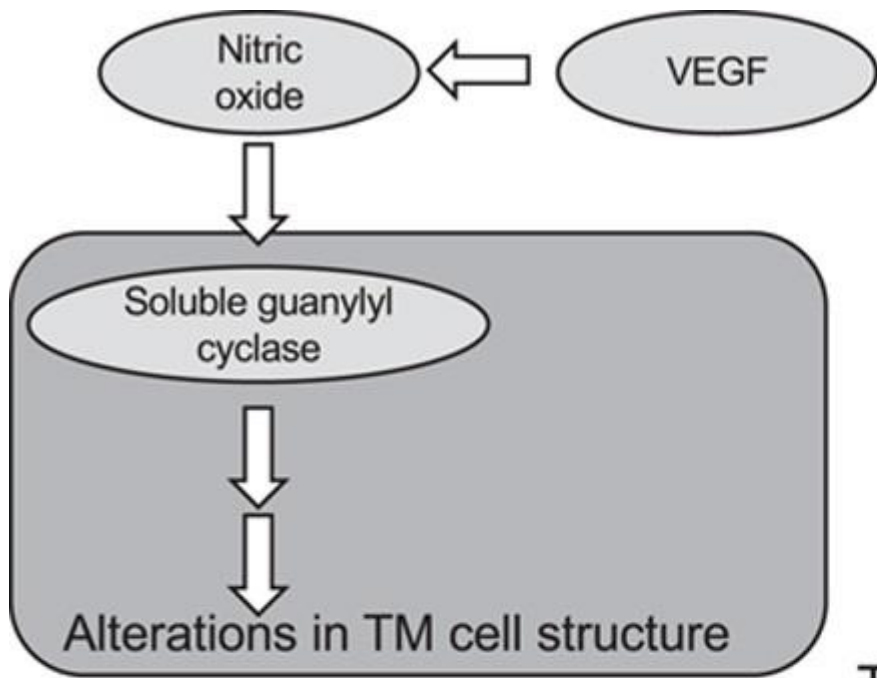 Nitric
oxide
VEGF
Soluble guanylyl
cyclase
Alterations in TM cell structure